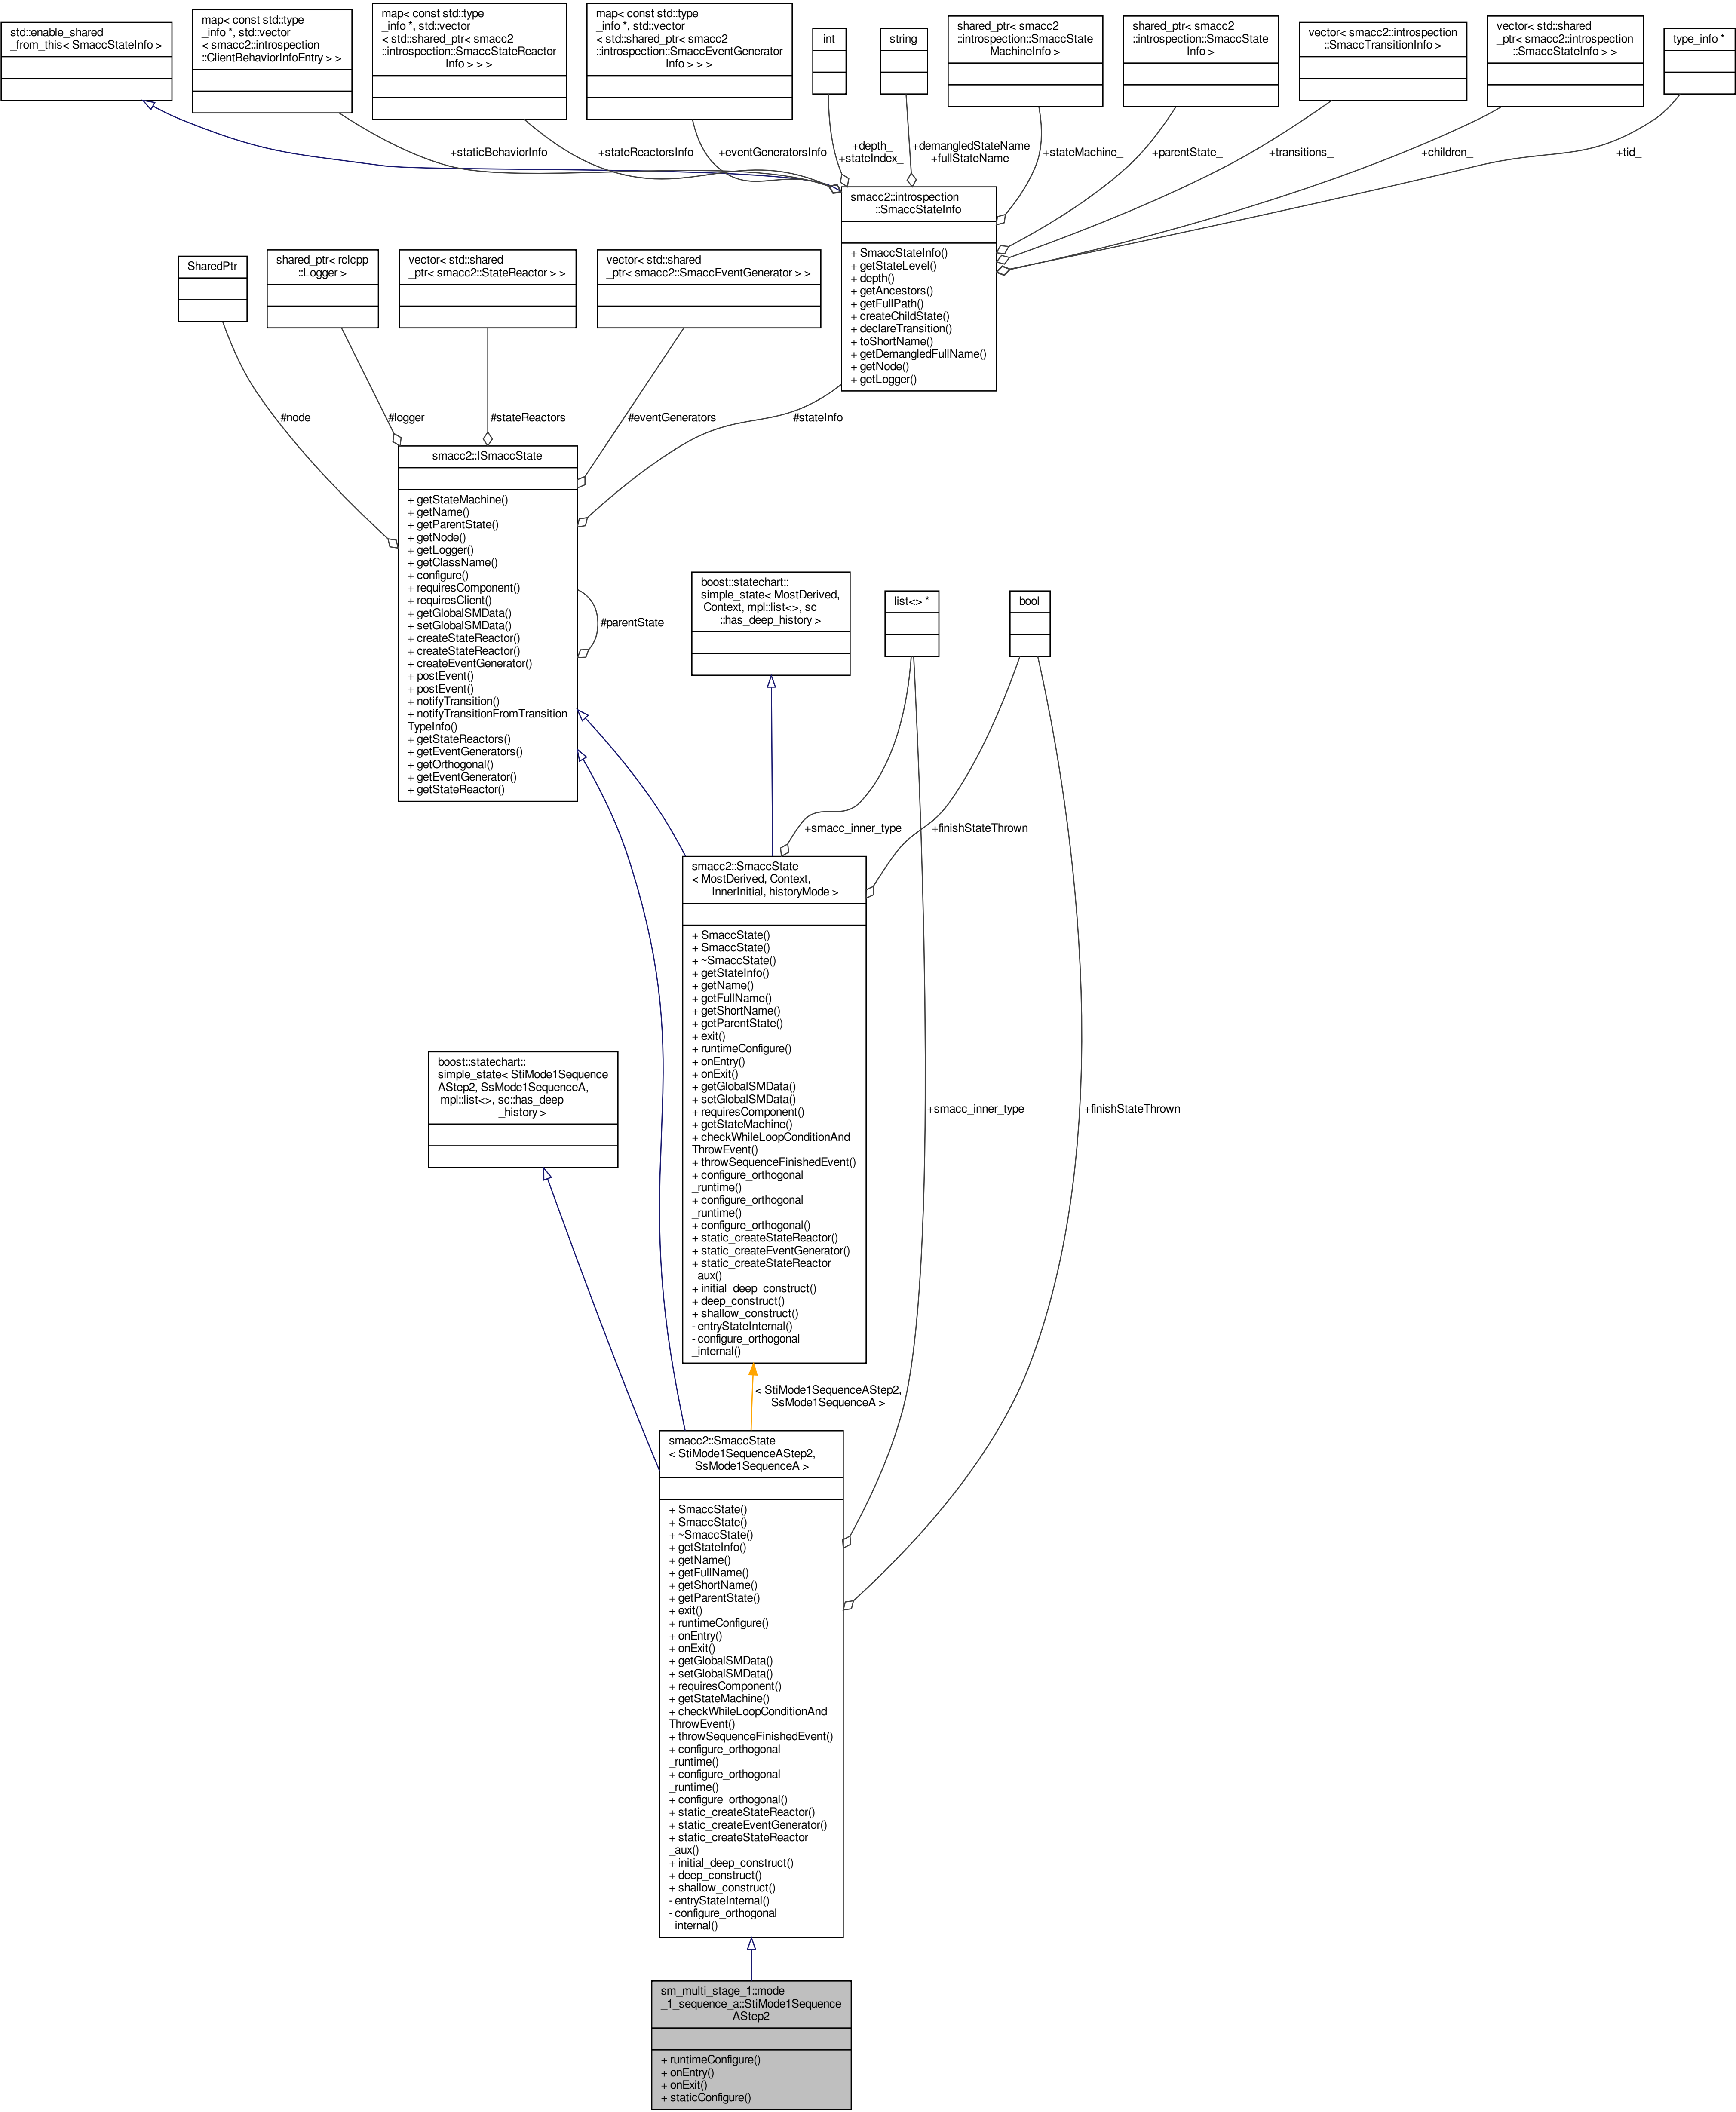 std::enable_shared
_from_this< SmaccStateInfo >
map< const std::type
_info *, std::vector
< smacc2::introspection
::ClientBehaviorInfoEntry > >
map< const std::type
_info *, std::vector
< std::shared_ptr< smacc2
::introspection::SmaccStateReactor
Info > > >
map< const std::type
_info *, std::vector
< std::shared_ptr< smacc2
::introspection::SmaccEventGenerator
Info > > >
int
string
shared_ptr< smacc2
::introspection::SmaccState
MachineInfo >
shared_ptr< smacc2
::introspection::SmaccState
Info >
vector< smacc2::introspection
::SmaccTransitionInfo >
vector< std::shared
_ptr< smacc2::introspection
::SmaccStateInfo > >
type_info *
+staticBehaviorInfo
+stateReactorsInfo
+eventGeneratorsInfo
+depth_
+stateIndex_
+demangledStateName
+fullStateName
+stateMachine_
+parentState_
+transitions_
+children_
+tid_
smacc2::introspection
::SmaccStateInfo
+ SmaccStateInfo()
+ getStateLevel()
+ depth()
+ getAncestors()
+ getFullPath()
+ createChildState()
+ declareTransition()
+ toShortName()
+ getDemangledFullName()
+ getNode()
+ getLogger()
SharedPtr
shared_ptr< rclcpp
::Logger >
vector< std::shared
_ptr< smacc2::StateReactor > >
vector< std::shared
_ptr< smacc2::SmaccEventGenerator > >
#node_
#logger_
#stateReactors_
#eventGenerators_
#stateInfo_
smacc2::ISmaccState
+ getStateMachine()
+ getName()
+ getParentState()
+ getNode()
+ getLogger()
+ getClassName()
+ configure()
+ requiresComponent()
+ requiresClient()
+ getGlobalSMData()
+ setGlobalSMData()
+ createStateReactor()
+ createStateReactor()
+ createEventGenerator()
+ postEvent()
+ postEvent()
+ notifyTransition()
+ notifyTransitionFromTransition
TypeInfo()
+ getStateReactors()
+ getEventGenerators()
+ getOrthogonal()
+ getEventGenerator()
+ getStateReactor()
#parentState_
boost::statechart::
simple_state< MostDerived,
Context, mpl::list<>, sc
::has_deep_history >
list<> *
bool
+smacc_inner_type
+finishStateThrown
smacc2::SmaccState
< MostDerived, Context,
InnerInitial, historyMode >
+ SmaccState()
+ SmaccState()
+ ~SmaccState()
+ getStateInfo()
+ getName()
+ getFullName()
+ getShortName()
+ getParentState()
+ exit()
+ runtimeConfigure()
+ onEntry()
+ onExit()
+ getGlobalSMData()
+ setGlobalSMData()
+ requiresComponent()
+ getStateMachine()
+ checkWhileLoopConditionAnd
ThrowEvent()
+ throwSequenceFinishedEvent()
+ configure_orthogonal
_runtime()
+ configure_orthogonal
_runtime()
+ configure_orthogonal()
+ static_createStateReactor()
+ static_createEventGenerator()
+ static_createStateReactor
_aux()
+ initial_deep_construct()
+ deep_construct()
+ shallow_construct()
- entryStateInternal()
- configure_orthogonal
_internal()
boost::statechart::
simple_state< StiMode1Sequence
AStep2, SsMode1SequenceA,
mpl::list<>, sc::has_deep
_history >
+smacc_inner_type
+finishStateThrown
< StiMode1SequenceAStep2,
SsMode1SequenceA >
smacc2::SmaccState
< StiMode1SequenceAStep2,
SsMode1SequenceA >
+ SmaccState()
+ SmaccState()
+ ~SmaccState()
+ getStateInfo()
+ getName()
+ getFullName()
+ getShortName()
+ getParentState()
+ exit()
+ runtimeConfigure()
+ onEntry()
+ onExit()
+ getGlobalSMData()
+ setGlobalSMData()
+ requiresComponent()
+ getStateMachine()
+ checkWhileLoopConditionAnd
ThrowEvent()
+ throwSequenceFinishedEvent()
+ configure_orthogonal
_runtime()
+ configure_orthogonal
_runtime()
+ configure_orthogonal()
+ static_createStateReactor()
+ static_createEventGenerator()
+ static_createStateReactor
_aux()
+ initial_deep_construct()
+ deep_construct()
+ shallow_construct()
- entryStateInternal()
- configure_orthogonal
_internal()
sm_multi_stage_1::mode
_1_sequence_a::StiMode1Sequence
AStep2
+ runtimeConfigure()
+ onEntry()
+ onExit()
+ staticConfigure()